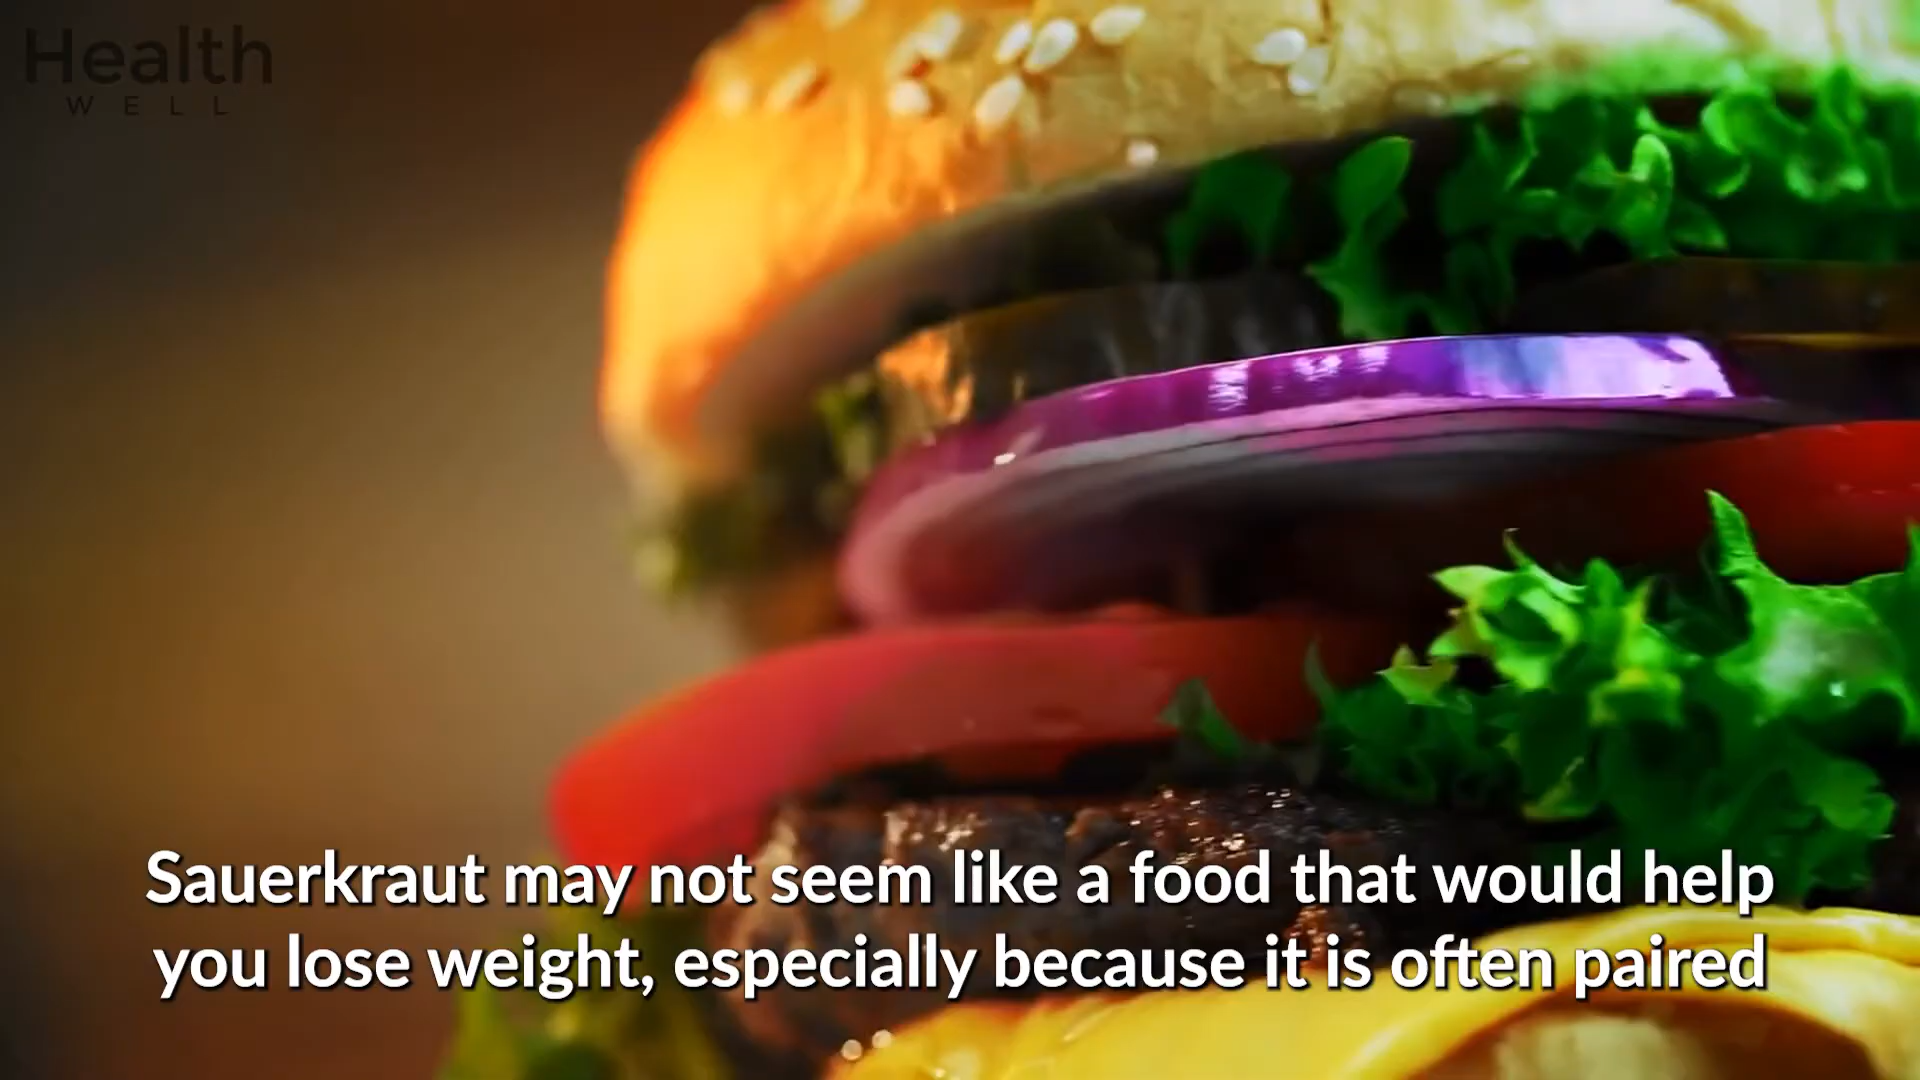 Health
WELL
Sauerkraut may not seem like a food that would help
you lose weight, especially because it is often paired